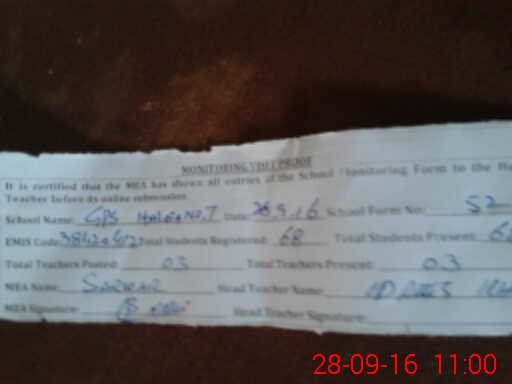 MONITORING VISIT PROOF
It is certified that the MEA has shown all entries of the School Monitoring Form to the He
Teacher before its online submission
School Name: GPS No. 7 Date: 28.9.16 School Form No: 52
EMIS Code: Total Students Registered: 68 Total Students Present:
Total Teachers Posted: 03 Total Teachers Present: 03
MEA Name: Sarwar Head Teacher Name:
MEA Signature: Head Teacher Signature:
28-09-16 11:00